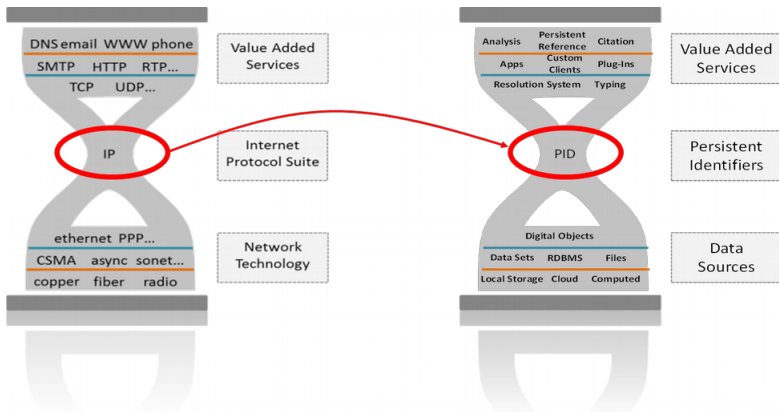 DNS email WWW phone
SMTP HTTP RTP...
TCP UDP...
IP
ethernet PPP...
CSMA async sonet...
copper fiber radio
Value Added
Services
Internet
Protocol Suite
Network
Technology
Analysis Persistent Reference Citation
Apps Custom Clients Plug-Ins
Resolution System Typing
PID
Digital Objects
Data Sets RDBMS Files
Local Storage Cloud Computed
Value Added
Services
Persistent
Identifiers
Data
Sources